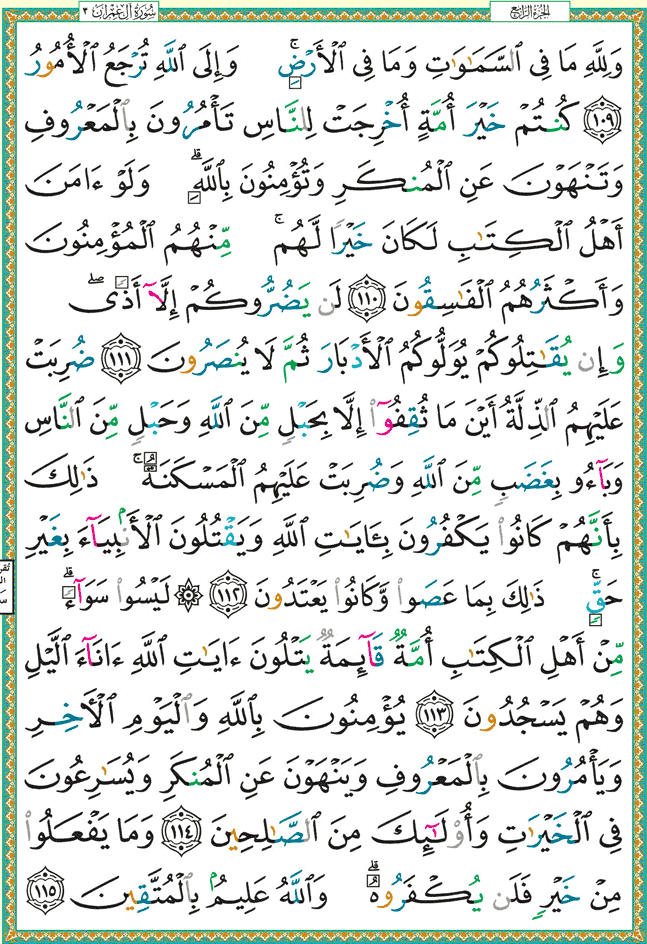 الجزء الرابع
سورة آل عمران ٣
وَلِلَّهِ مَا فِى ٱلسَّمَٰوَٰتِ وَمَا فِى ٱلْأَرْضِ ۚ وَإِلَى ٱللَّهِ تُرْجَعُ ٱلْأُمُورُ
١٠٩ كُنتُمْ خَيْرَ أُمَّةٍ أُخْرِجَتْ لِلنَّاسِ تَأْمُرُونَ بِٱلْمَعْرُوفِ
وَتَنْهَوْنَ عَنِ ٱلْمُنكَرِ وَتُؤْمِنُونَ بِٱللَّهِ ۗ وَلَوْ ءَامَنَ
أَهْلُ ٱلْكِتَٰبِ لَكَانَ خَيْرًا لَّهُم ۚ مِّنْهُمُ ٱلْمُؤْمِنُونَ
وَأَكْثَرُهُمُ ٱلْفَٰسِقُونَ ١١٠ لَن يَضُرُّوكُمْ إِلَّآ أَذًى ۖ
وَإِن يُقَٰتِلُوكُمْ يُوَلُّوكُمُ ٱلْأَدْبَارَ ثُمَّ لَا يُنصَرُونَ ١١١ ضُرِبَتْ
عَلَيْهِمُ ٱلذِّلَّةُ أَيْنَ مَا ثُقِفُوٓا۟ إِلَّا بِحَبْلٍ مِّنَ ٱللَّهِ وَحَبْلٍ مِّنَ ٱلنَّاسِ
وَبَآءُو بِغَضَبٍ مِّنَ ٱللَّهِ وَضُرِبَتْ عَلَيْهِمُ ٱلْمَسْكَنَةُ ۚ ذَٰلِكَ
بِأَنَّهُمْ كَانُوا۟ يَكْفُرُونَ بِـَٔايَٰتِ ٱللَّهِ وَيَقْتُلُونَ ٱلْأَنۢبِيَآءَ بِغَيْرِ
حَقٍّ ۚ ذَٰلِكَ بِمَا عَصَوا۟ وَّكَانُوا۟ يَعْتَدُونَ ١١٢ ۞ لَيْسُوا۟ سَوَآءً ۗ
مِّنْ أَهْلِ ٱلْكِتَٰبِ أُمَّةٌ قَآئِمَةٌ يَتْلُونَ ءَايَٰتِ ٱللَّهِ ءَانَآءَ ٱلَّيْلِ
وَهُمْ يَسْجُدُونَ ١١٣ يُؤْمِنُونَ بِٱللَّهِ وَٱلْيَوْمِ ٱلْأَخِرِ
وَيَأْمُرُونَ بِٱلْمَعْرُوفِ وَيَنْهَوْنَ عَنِ ٱلْمُنكَرِ وَيُسَٰرِعُونَ
فِى ٱلْخَيْرَٰتِ وَأُو۟لَٰٓئِكَ مِنَ ٱلصَّٰلِحِينَ ١١٤ وَمَا يَفْعَلُوا۟
مِنْ خَيْرٍ فَلَن يُكْفَرُوهُ ۗ وَٱللَّهُ عَلِيمٌۢ بِٱلْمُتَّقِينَ ١١٥